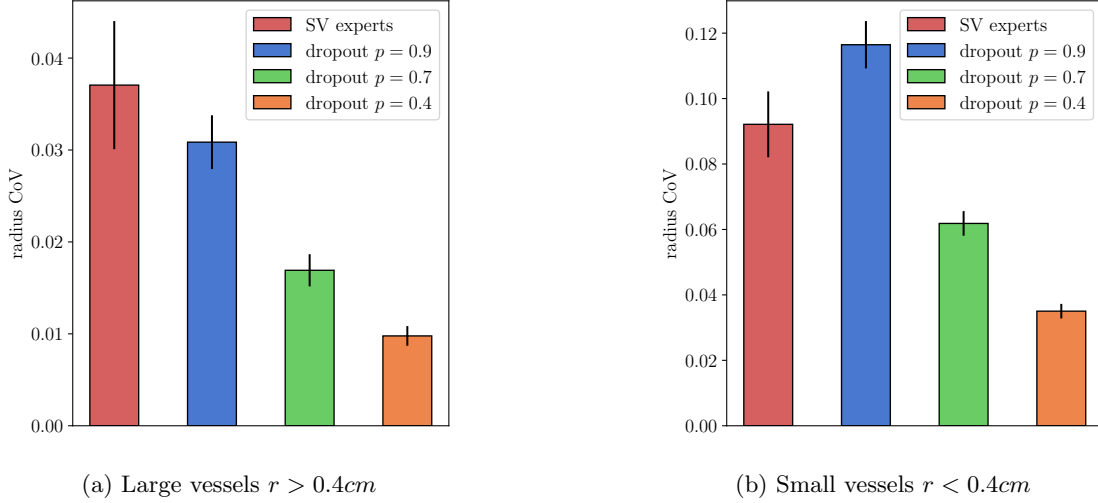 radius CoV
0.04
0.03
0.02
0.01
0.00
SV experts
dropout p = 0.9
dropout p = 0.7
dropout p = 0.4
(a) Large vessels r > 0.4cm
radius CoV
0.12
0.10
0.08
0.06
0.04
0.02
0.00
SV experts
dropout p = 0.9
dropout p = 0.7
dropout p = 0.4
(b) Small vessels r < 0.4cm